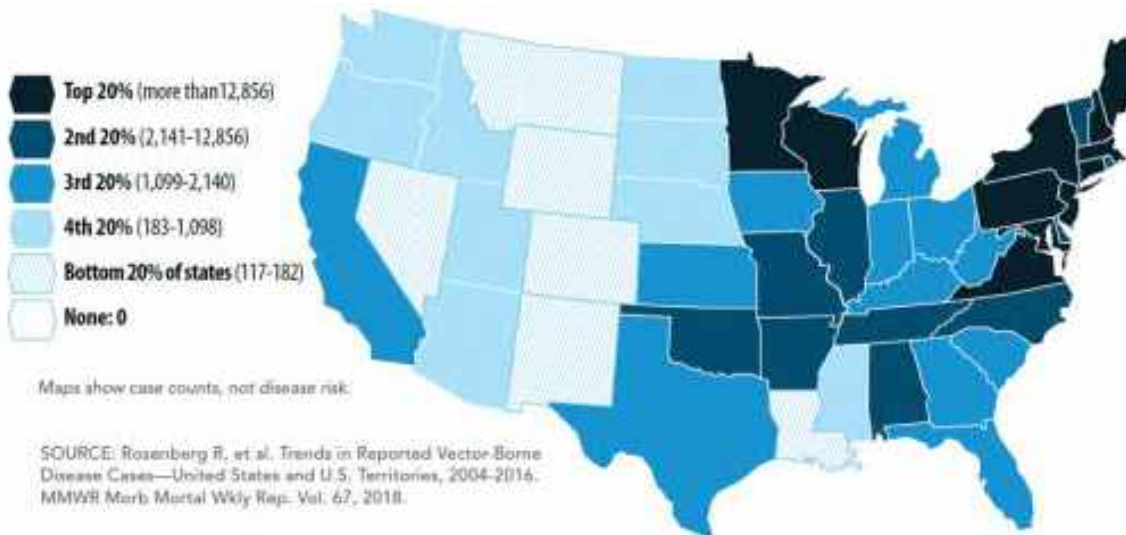 Top 20% (more than12,856)
2nd 20% (2,141-12,856)
3rd 20% (1,099-2,140)
4th 20% (183-1,098)
Bottom 20% of states (117-182)
None: 0
Maps show case counts, not disease risk.
SOURCE: Rosenberg R, et al. Trends in Reported Vector-Borne
Disease Cases—United States and U.S. Territories, 2004-2016.
MMWR Morb Mortal Wkly Rep. Vol. 67, 2018.